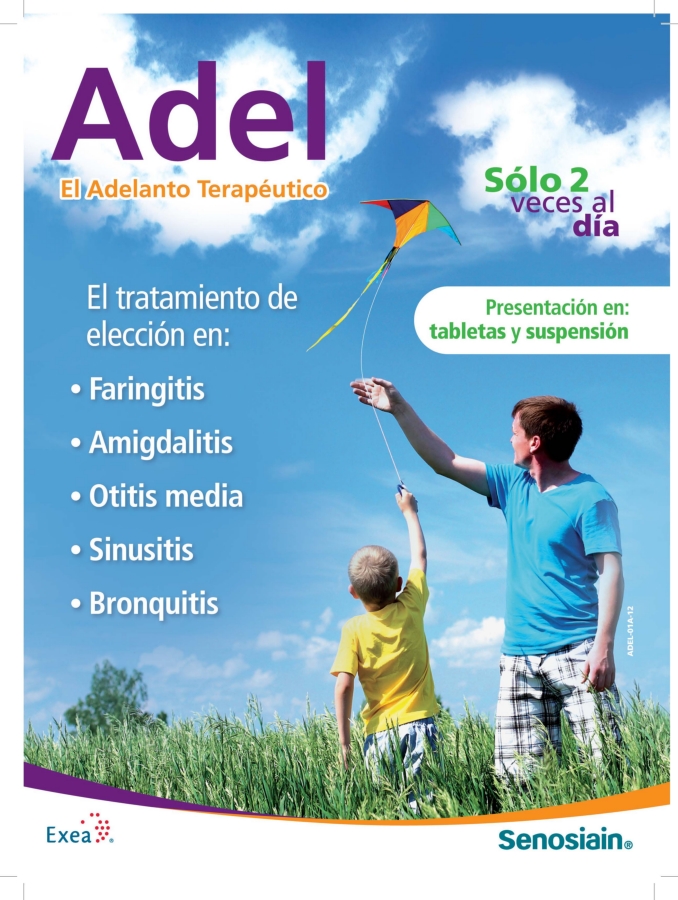 Adel
El Adelanto Terapéutico
Sólo 2
veces al
día
El tratamiento de
elección en:
Presentación en:
tabletas y suspensión
• Faringitis
• Amigdalitis
• Otitis media
• Sinusitis
• Bronquitis
ADEL-01A-12
Exea®
Senosiain®